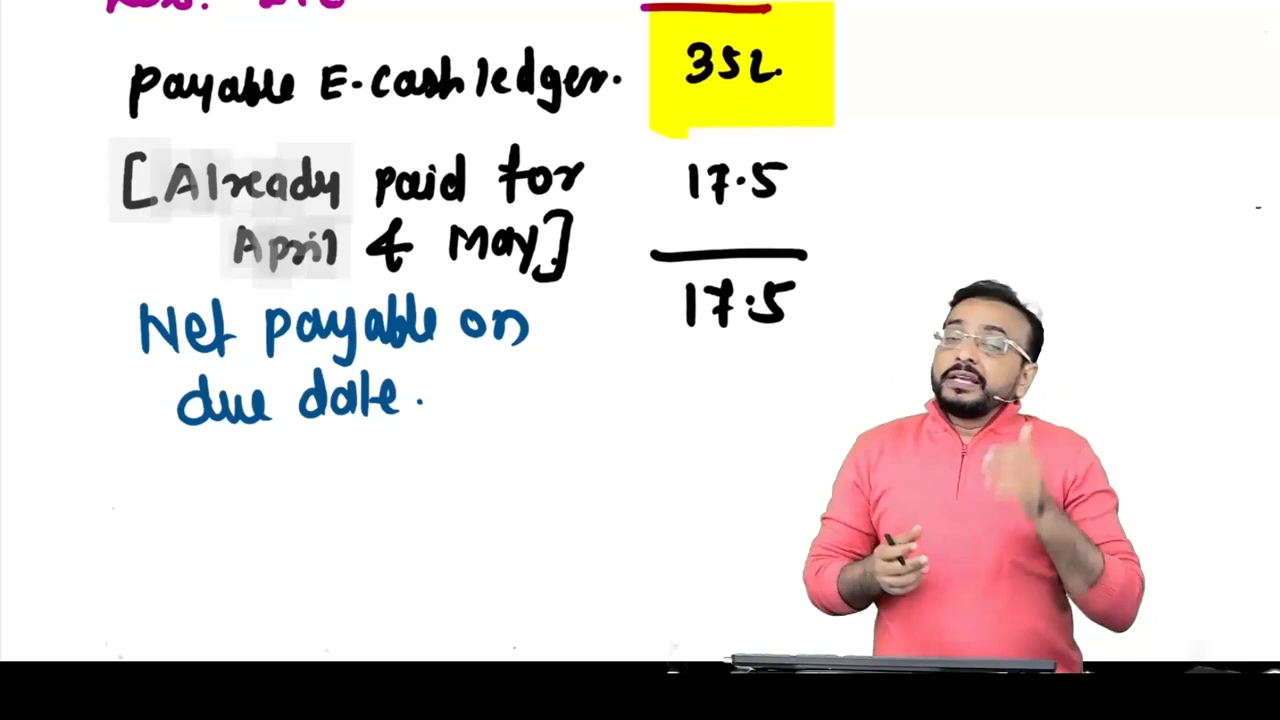 Payable E-cash ledger. 35L
[Already paid for 17.5
April & May]
Net payable on 17.5
due date.